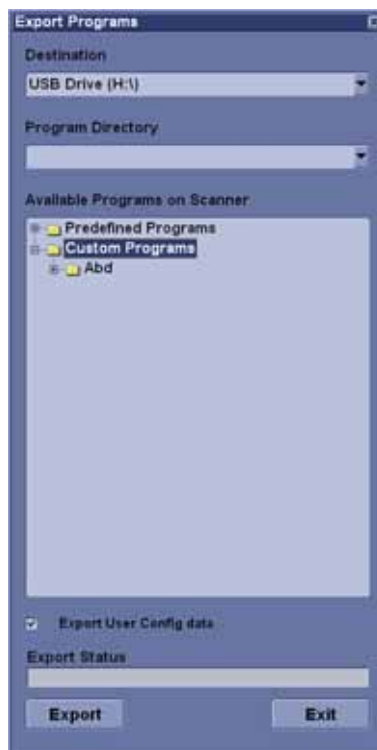 Export Programs
Destination
USB Drive (H:\)
Program Directory
Available Programs on Scanner
Predefined Programs
Custom Programs
Abd
Export User Config data
Export Status
Export
Exit